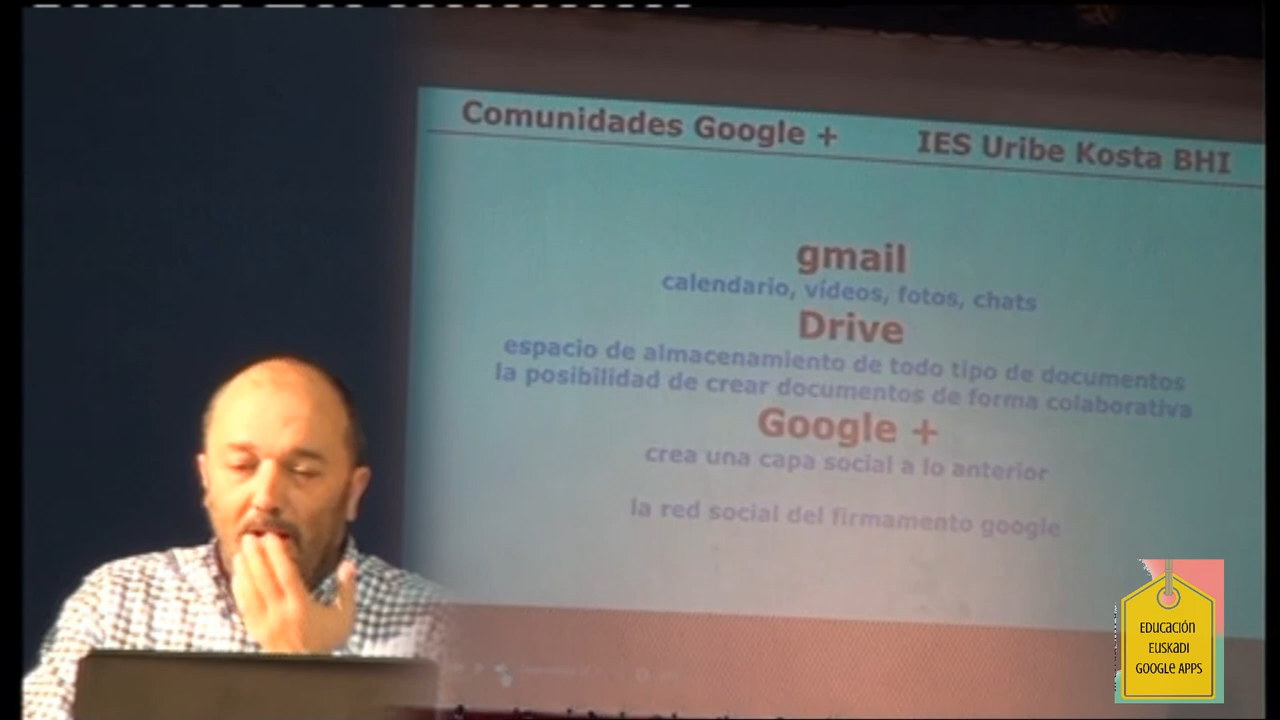 Comunidades Google + IES Uribe Kosta BHI
gmail
calendario, vídeos, fotos, chats
Drive
espacio de almacenamiento de todo tipo de documentos
la posibilidad de crear documentos de forma colaborativa
Google +
crea una capa social a lo anterior
la red social del firmamento google
Educación
Euskadi
Google Apps